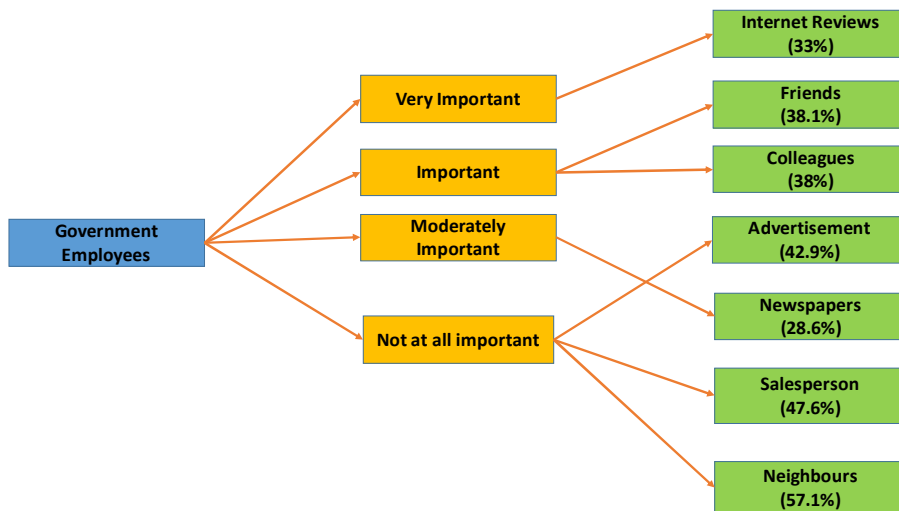 Government
Employees
Very Important
Important
Moderately
Important
Not at all important
Internet Reviews
(33%)
Friends
(38.1%)
Colleagues
(38%)
Advertisement
(42.9%)
Newspapers
(28.6%)
Salesperson
(47.6%)
Neighbours
(57.1%)